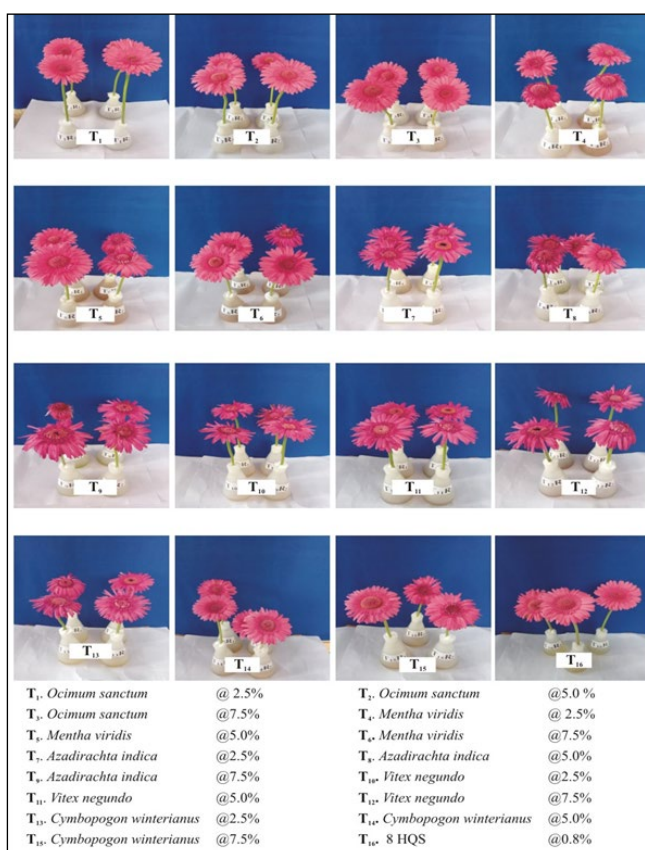 T₁
T₂
T₃
T₄
T₅
T₆
T₇
T₈
T₉
T₁₀
T₁₁
T₁₂
T₁₃
T₁₄
T₁₅
T₁₆
T₁. Ocimum sanctum @ 2.5% T₂. Ocimum sanctum @5.0 %
T₃. Ocimum sanctum @7.5% T₄. Mentha viridis @ 2.5%
T₅. Mentha viridis @5.0% T₆. Mentha viridis @7.5%
T₇. Azadirachta indica @2.5% T₈. Azadirachta indica @5.0%
T₉. Azadirachta indica @7.5% T₁₀. Vitex negundo @2.5%
T₁₁. Vitex negundo @5.0% T₁₂. Vitex negundo @7.5%
T₁₃. Cymbopogon winterianus @2.5% T₁₄. Cymbopogon winterianus @5.0%
T₁₅. Cymbopogon winterianus @7.5% T₁₆. 8 HQS @0.8%